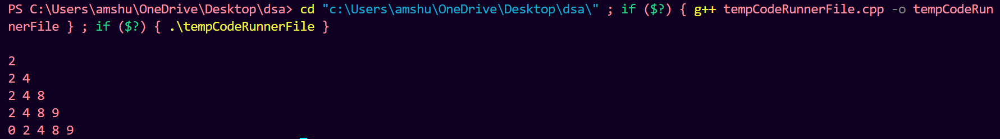 PS C:\Users\amshu\OneDrive\Desktop\dsa> cd "c:\Users\amshu\OneDrive\Desktop\dsa\" ; if ($?) { g++ tempCodeRunnerFile.cpp -o tempCodeRun
nerFile } ; if ($?) { .\tempCodeRunnerFile }
2
2 4
2 4 8
2 4 8 9
0 2 4 8 9